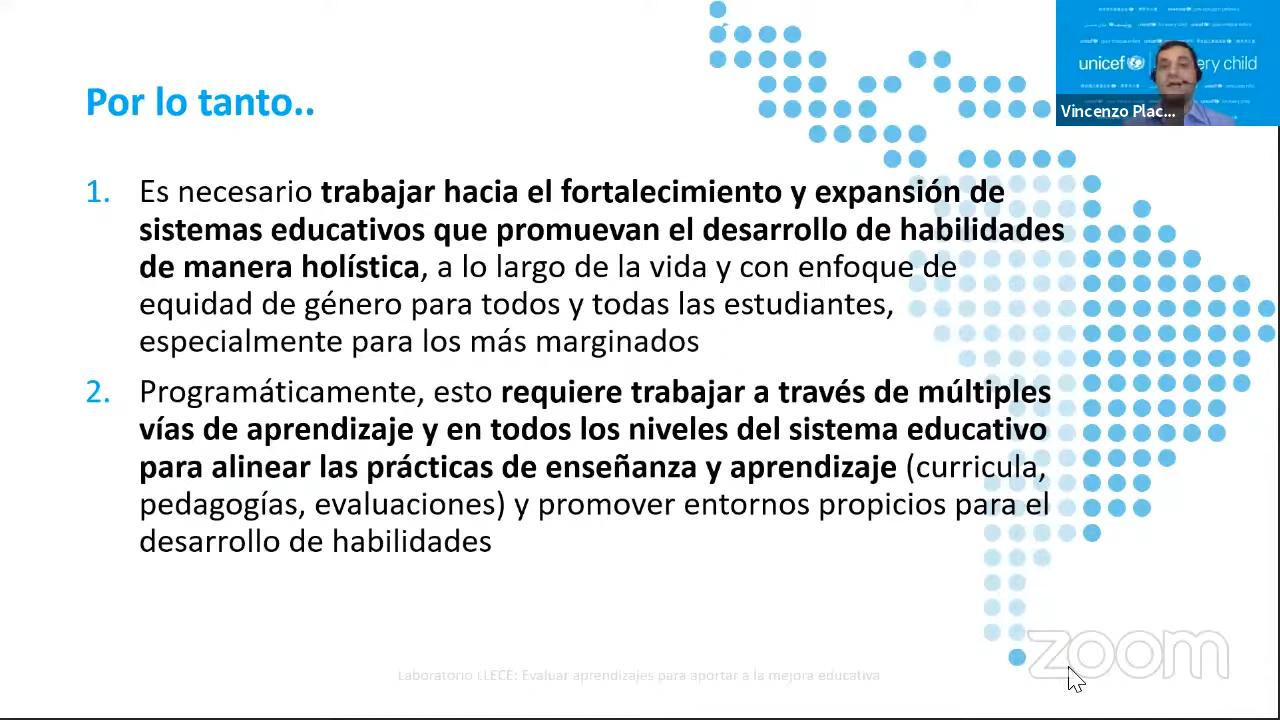 Por lo tanto..
unicef
for every child
Vincenzo Plac...
1. Es necesario trabajar hacia el fortalecimiento y expansión de
sistemas educativos que promuevan el desarrollo de habilidades
de manera holística, a lo largo de la vida y con enfoque de
equidad de género para todos y todas las estudiantes,
especialmente para los más marginados
2. Programáticamente, esto requiere trabajar a través de múltiples
vías de aprendizaje y en todos los niveles del sistema educativo
para alinear las prácticas de enseñanza y aprendizaje (curricula,
pedagogías, evaluaciones) y promover entornos propicios para el
desarrollo de habilidades
Laboratorio LLECE: Evaluar aprendizajes para aportar a la mejora educativa
zoom